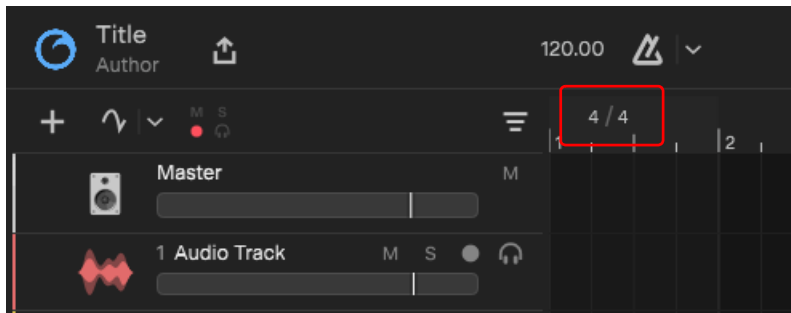 Title
Author
120.00
M S
4/4
1
2
Master
M
1 Audio Track
M S